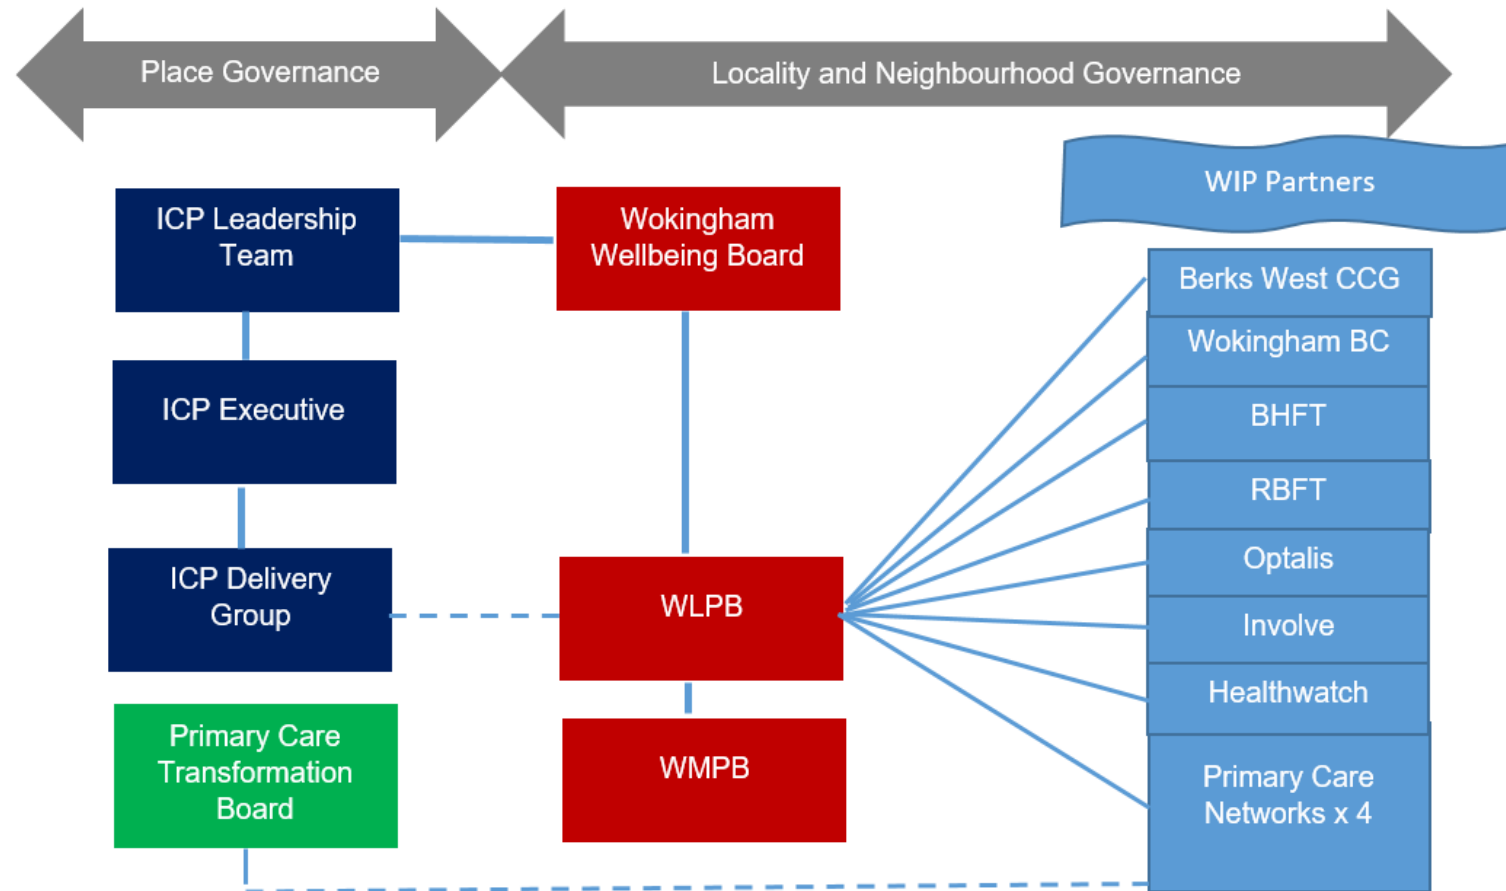 Place Governance
Locality and Neighbourhood Governance
WIP Partners
ICP Leadership
Team
Wokingham
Wellbeing Board
Berks West CCG
Wokingham BC
ICP Executive
BHFT
RBFT
Optalis
ICP Delivery
Group
WLPB
Involve
Healthwatch
Primary Care
Transformation
Board
WMPB
Primary Care
Networks x 4